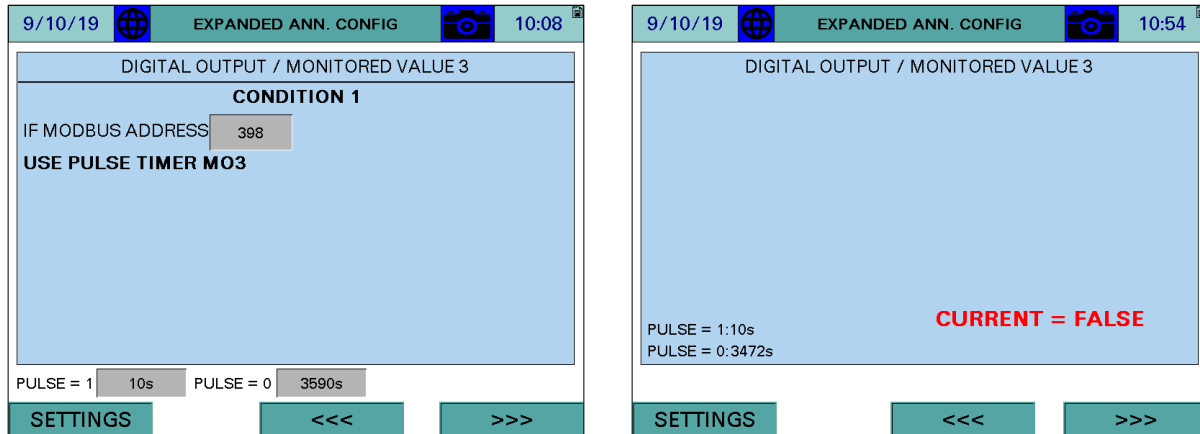 9/10/19 EXPANDED ANN. CONFIG 10:08
DIGITAL OUTPUT / MONITORED VALUE 3
CONDITION 1
IF MODBUS ADDRESS 398
USE PULSE TIMER MO3
PULSE = 1 10s PULSE = 0 3590s
SETTINGS <<< >>>
9/10/19 EXPANDED ANN. CONFIG 10:54
DIGITAL OUTPUT / MONITORED VALUE 3
CURRENT = FALSE
PULSE = 1:10s
PULSE = 0:3472s
SETTINGS <<< >>>